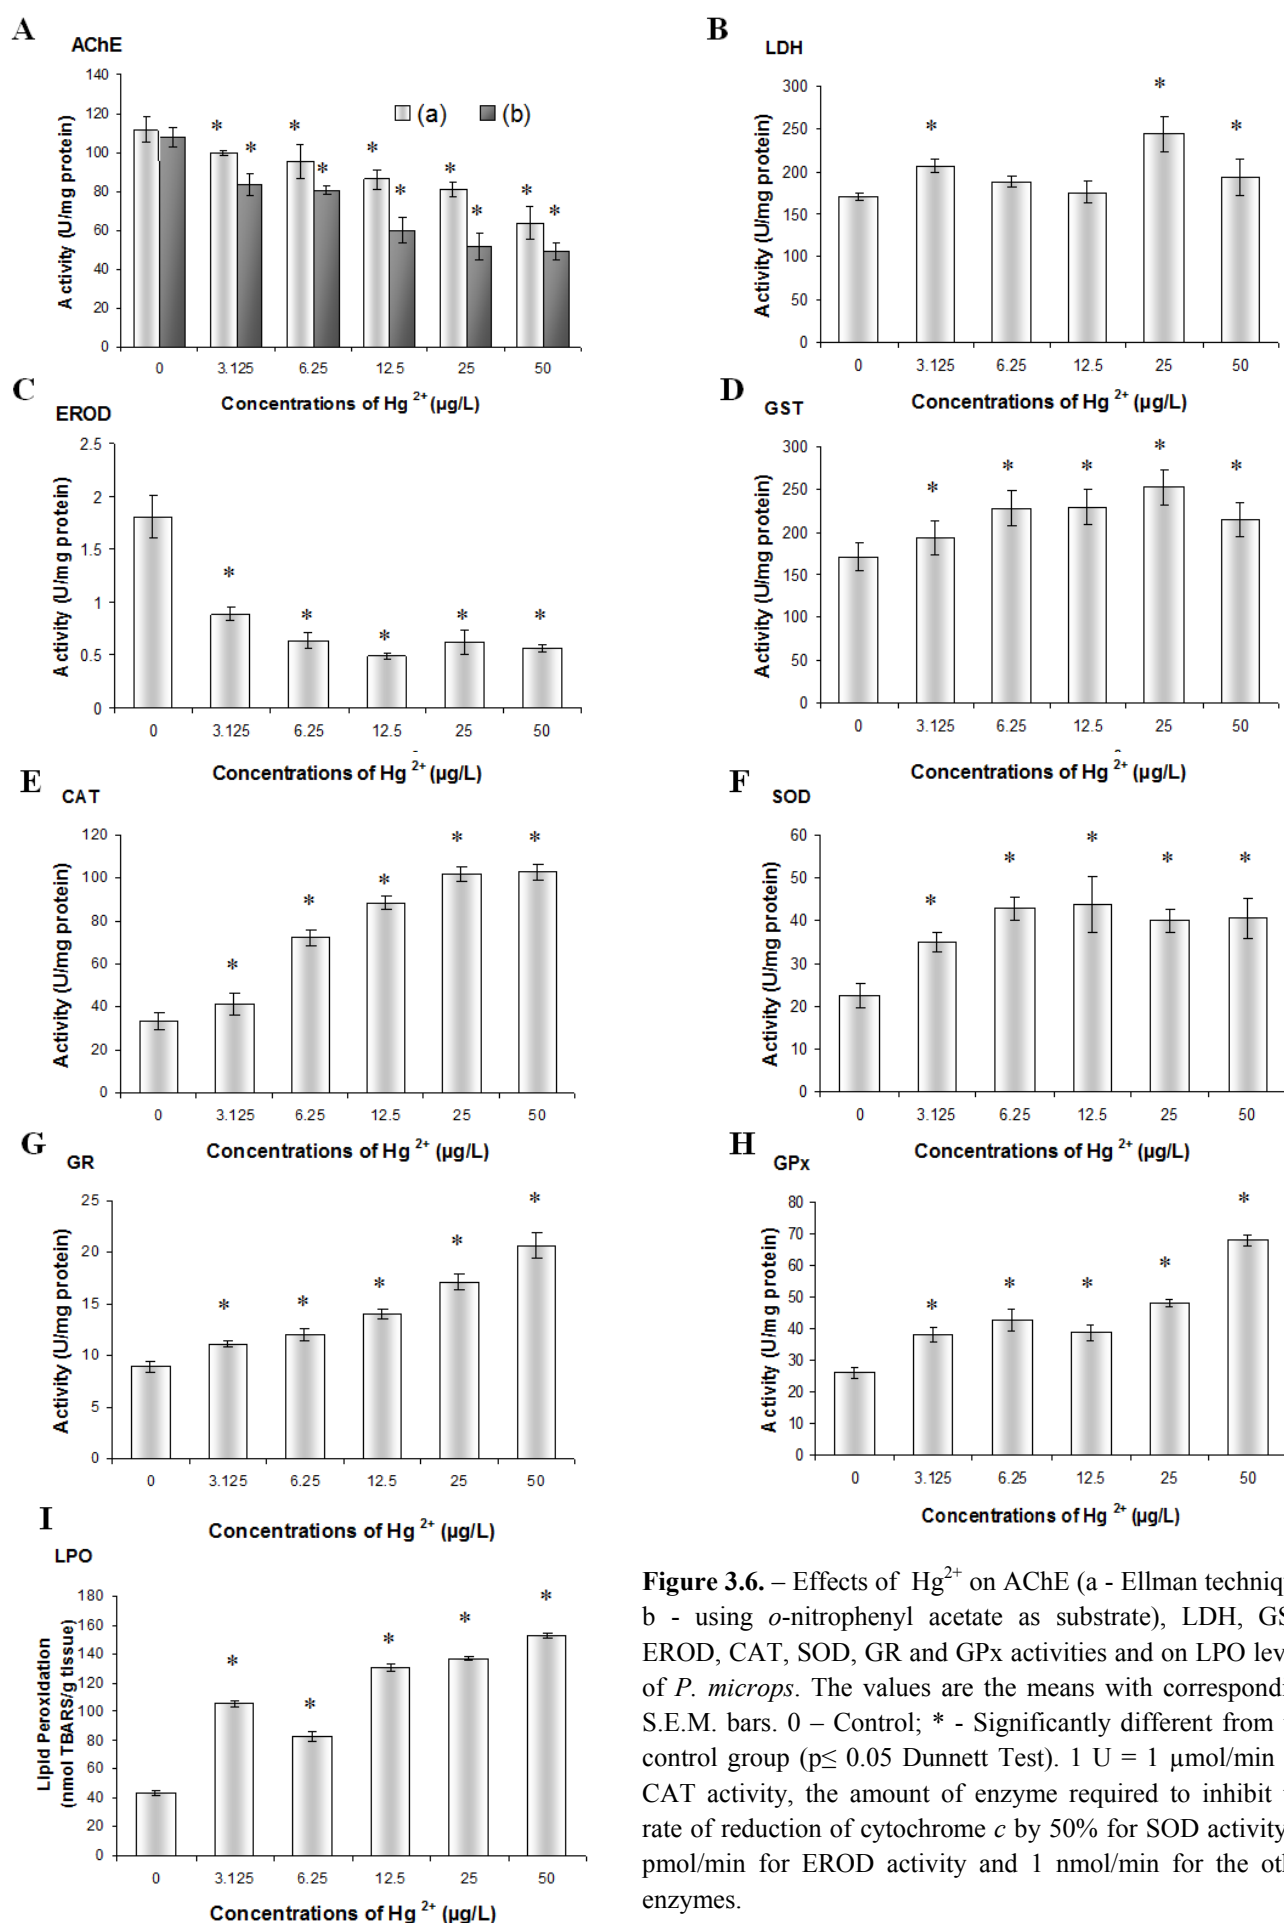 A
AChE
Activity (U/mg protein)
140
120
100
80
60
40
20
0
(a) (b)
* * * * *
* * * * *
0 3.125 6.25 12.5 25 50
Concentrations of Hg 2+ (µg/L)
B
LDH
Activity (U/mg protein)
300
250
200
150
100
50
0
* * *
0 3.125 6.25 12.5 25 50
Concentrations of Hg 2+ (µg/L)
C
EROD
Activity (U/mg protein)
2.5
2
1.5
1
0.5
0
* * * * *
0 3.125 6.25 12.5 25 50
Concentrations of Hg 2+ (µg/L)
D
GST
Activity (U/mg protein)
300
250
200
150
100
50
0
* * * * *
0 3.125 6.25 12.5 25 50
Concentrations of Hg 2+ (µg/L)
E
CAT
Activity (U/mg protein)
120
100
80
60
40
20
0
* * * * *
0 3.125 6.25 12.5 25 50
Concentrations of Hg 2+ (µg/L)
F
SOD
Activity (U/mg protein)
60
50
40
30
20
10
0
* * * * *
0 3.125 6.25 12.5 25 50
Concentrations of Hg 2+ (µg/L)
G
GR
Activity (U/mg protein)
25
20
15
10
5
0
* * * * *
0 3.125 6.25 12.5 25 50
Concentrations of Hg 2+ (µg/L)
H
GPx
Activity (U/mg protein)
80
70
60
50
40
30
20
10
0
* * * * *
0 3.125 6.25 12.5 25 50
Concentrations of Hg 2+ (µg/L)
I
LPO
Lipid Peroxidation
(nmol TBARS/g tissue)
180
160
140
120
100
80
60
40
20
0
* * * * *
0 3.125 6.25 12.5 25 50
Concentrations of Hg 2+ (µg/L)
Figure 3.6. – Effects of Hg2+ on AChE (a - Ellman techniqu
b - using o-nitrophenyl acetate as substrate), LDH, GS
EROD, CAT, SOD, GR and GPx activities and on LPO lev
of P. microps. The values are the means with correspondi
S.E.M. bars. 0 – Control; * - Significantly different from
control group (p≤ 0.05 Dunnett Test). 1 U = 1 µmol/min
CAT activity, the amount of enzyme required to inhibit
rate of reduction of cytochrome c by 50% for SOD activity
pmol/min for EROD activity and 1 nmol/min for the oth
enzymes.